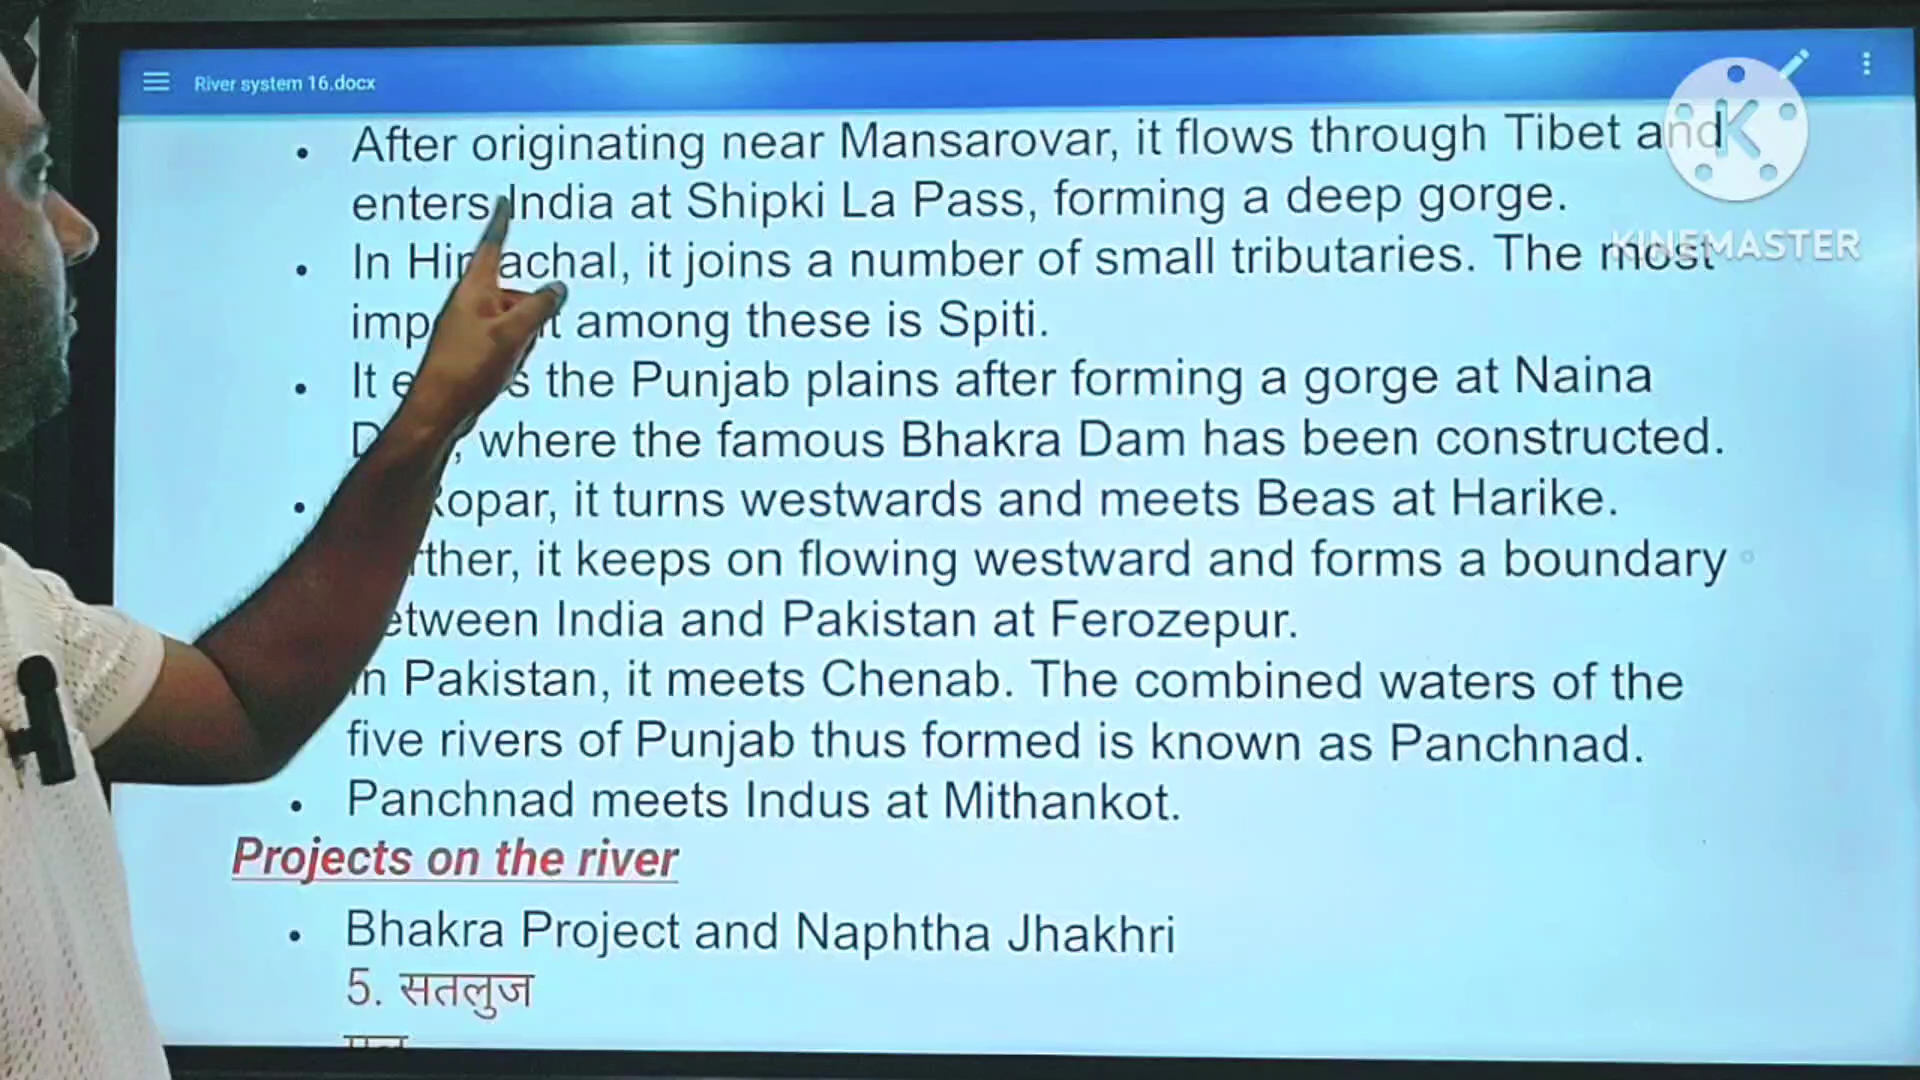 River system 16.docx
After originating near Mansarovar, it flows through Tibet and
enters India at Shipki La Pass, forming a deep gorge.
KINEMASTER
In Himachal, it joins a number of small tributaries. The most
among these is Spiti.
It the Punjab plains after forming a gorge at Naina
where the famous Bhakra Dam has been constructed.
Ropar, it turns westwards and meets Beas at Harike.
it keeps on flowing westward and forms a boundary
between India and Pakistan at Ferozepur.
In Pakistan, it meets Chenab. The combined waters of the
five rivers of Punjab thus formed is known as Panchnad.
Panchnad meets Indus at Mithankot.
Projects on the river
Bhakra Project and Naphtha Jhakhri
5. सतलुज